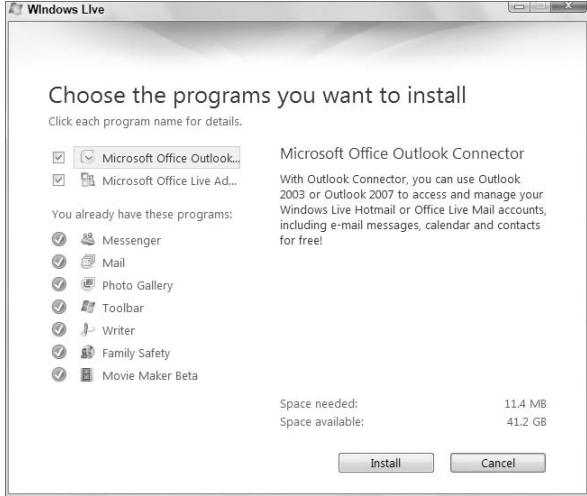 Windows Live
Choose the programs you want to install
Click each program name for details.
Microsoft Office Outlook...
Microsoft Office Live Ad...
You already have these programs:
Messenger
Mail
Photo Gallery
Toolbar
Writer
Family Safety
Movie Maker Beta
Microsoft Office Outlook Connector
With Outlook Connector, you can use Outlook
2003 or Outlook 2007 to access and manage your
Windows Live Hotmail or Office Live Mail accounts,
including e-mail messages, calendar and contacts
for free!
Space needed: 11.4 MB
Space available: 41.2 GB
Install Cancel